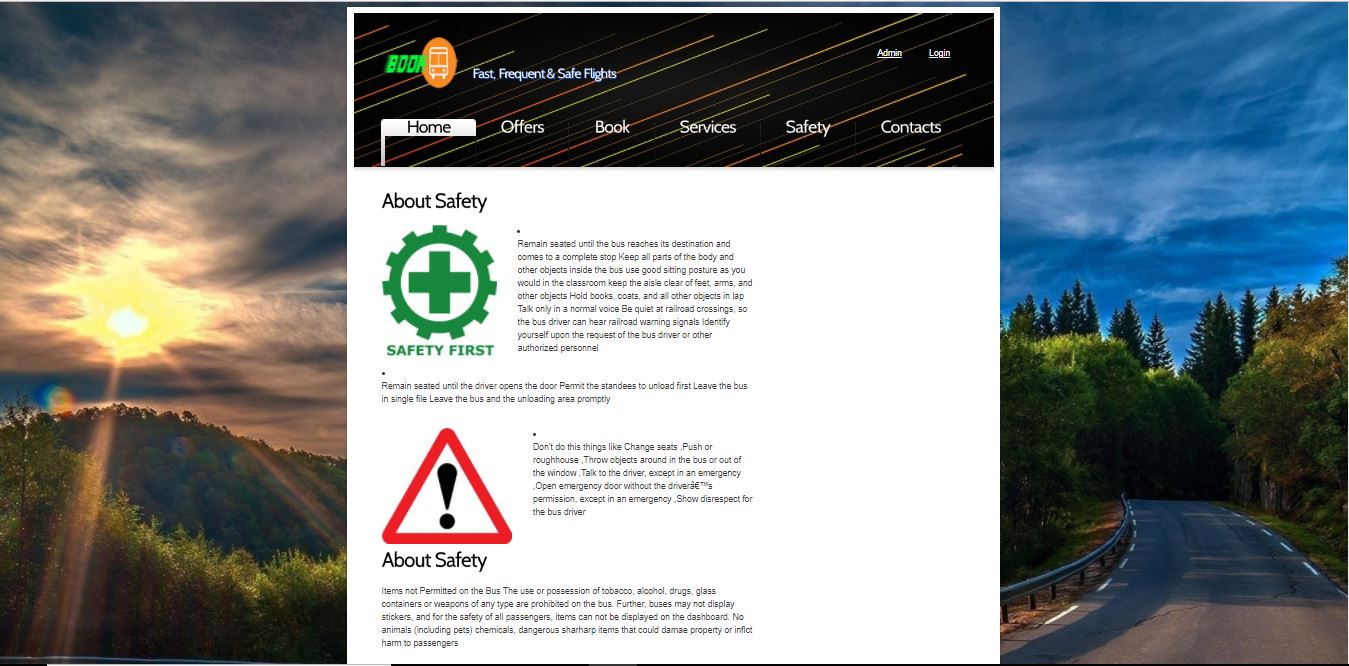 BOOK
Fast, Frequent & Safe Flights
Admin
Login
Home
Offers
Book
Services
Safety
Contacts
About Safety
SAFETY FIRST
Remain seated until the bus reaches its destination and
comes to a complete stop Keep all parts of the body and
other objects inside the bus use good sitting posture as you
would in the classroom keep the aisle clear of feet, arms, and
other objects Hold books, coats, and all other objects in lap
Talk only in a normal voice Be quiet at railroad crossings, so
the bus driver can hear railroad warning signals Identify
yourself upon the request of the bus driver or other
authorized personnel
Remain seated until the driver opens the door Permit the standees to unload first Leave the bus
in single file Leave the bus and the unloading area promptly
Don't do this things like Change seats ,Push or
roughhouse ,Throw objects around in the bus or out of
the window ,Talk to the driver, except in an emergency
,Open emergency door without the driverâ€™s
permission, except in an emergency ,Show disrespect for
the bus driver
About Safety
Items not Permitted on the Bus The use or possession of tobacco, alcohol, drugs, glass
containers or weapons of any type are prohibited on the bus. Further, buses may not display
stickers, and for the safety of all passengers, items can not be displayed on the dashboard. No
animals (including pets) chemicals, dangerous sharharp items that could damae property or inflct
harm to passengers